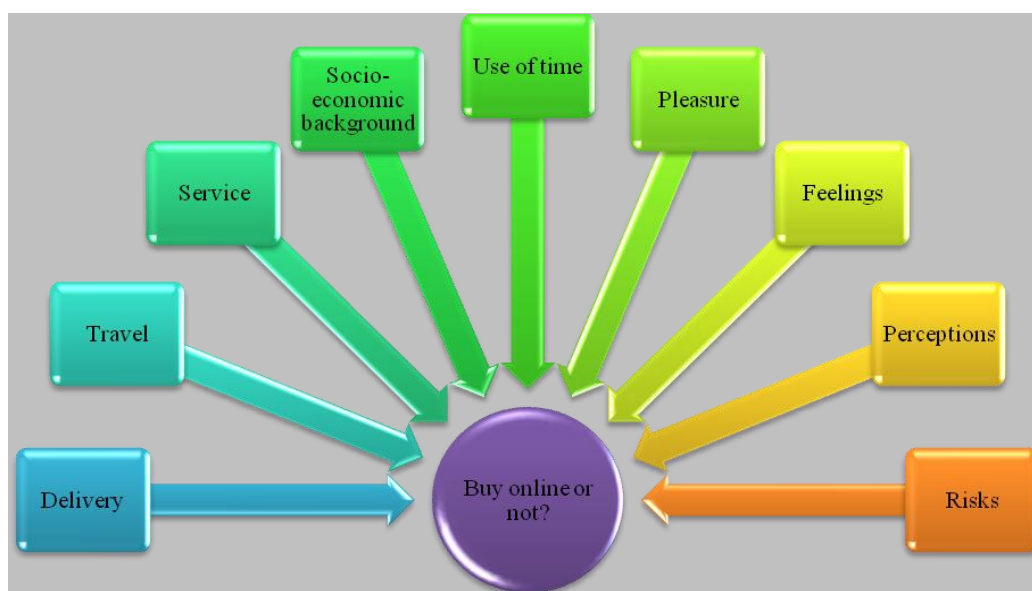 Use of time
Socio-
economic
background
Pleasure
Service
Feelings
Travel
Perceptions
Delivery
Buy online or
not?
Risks